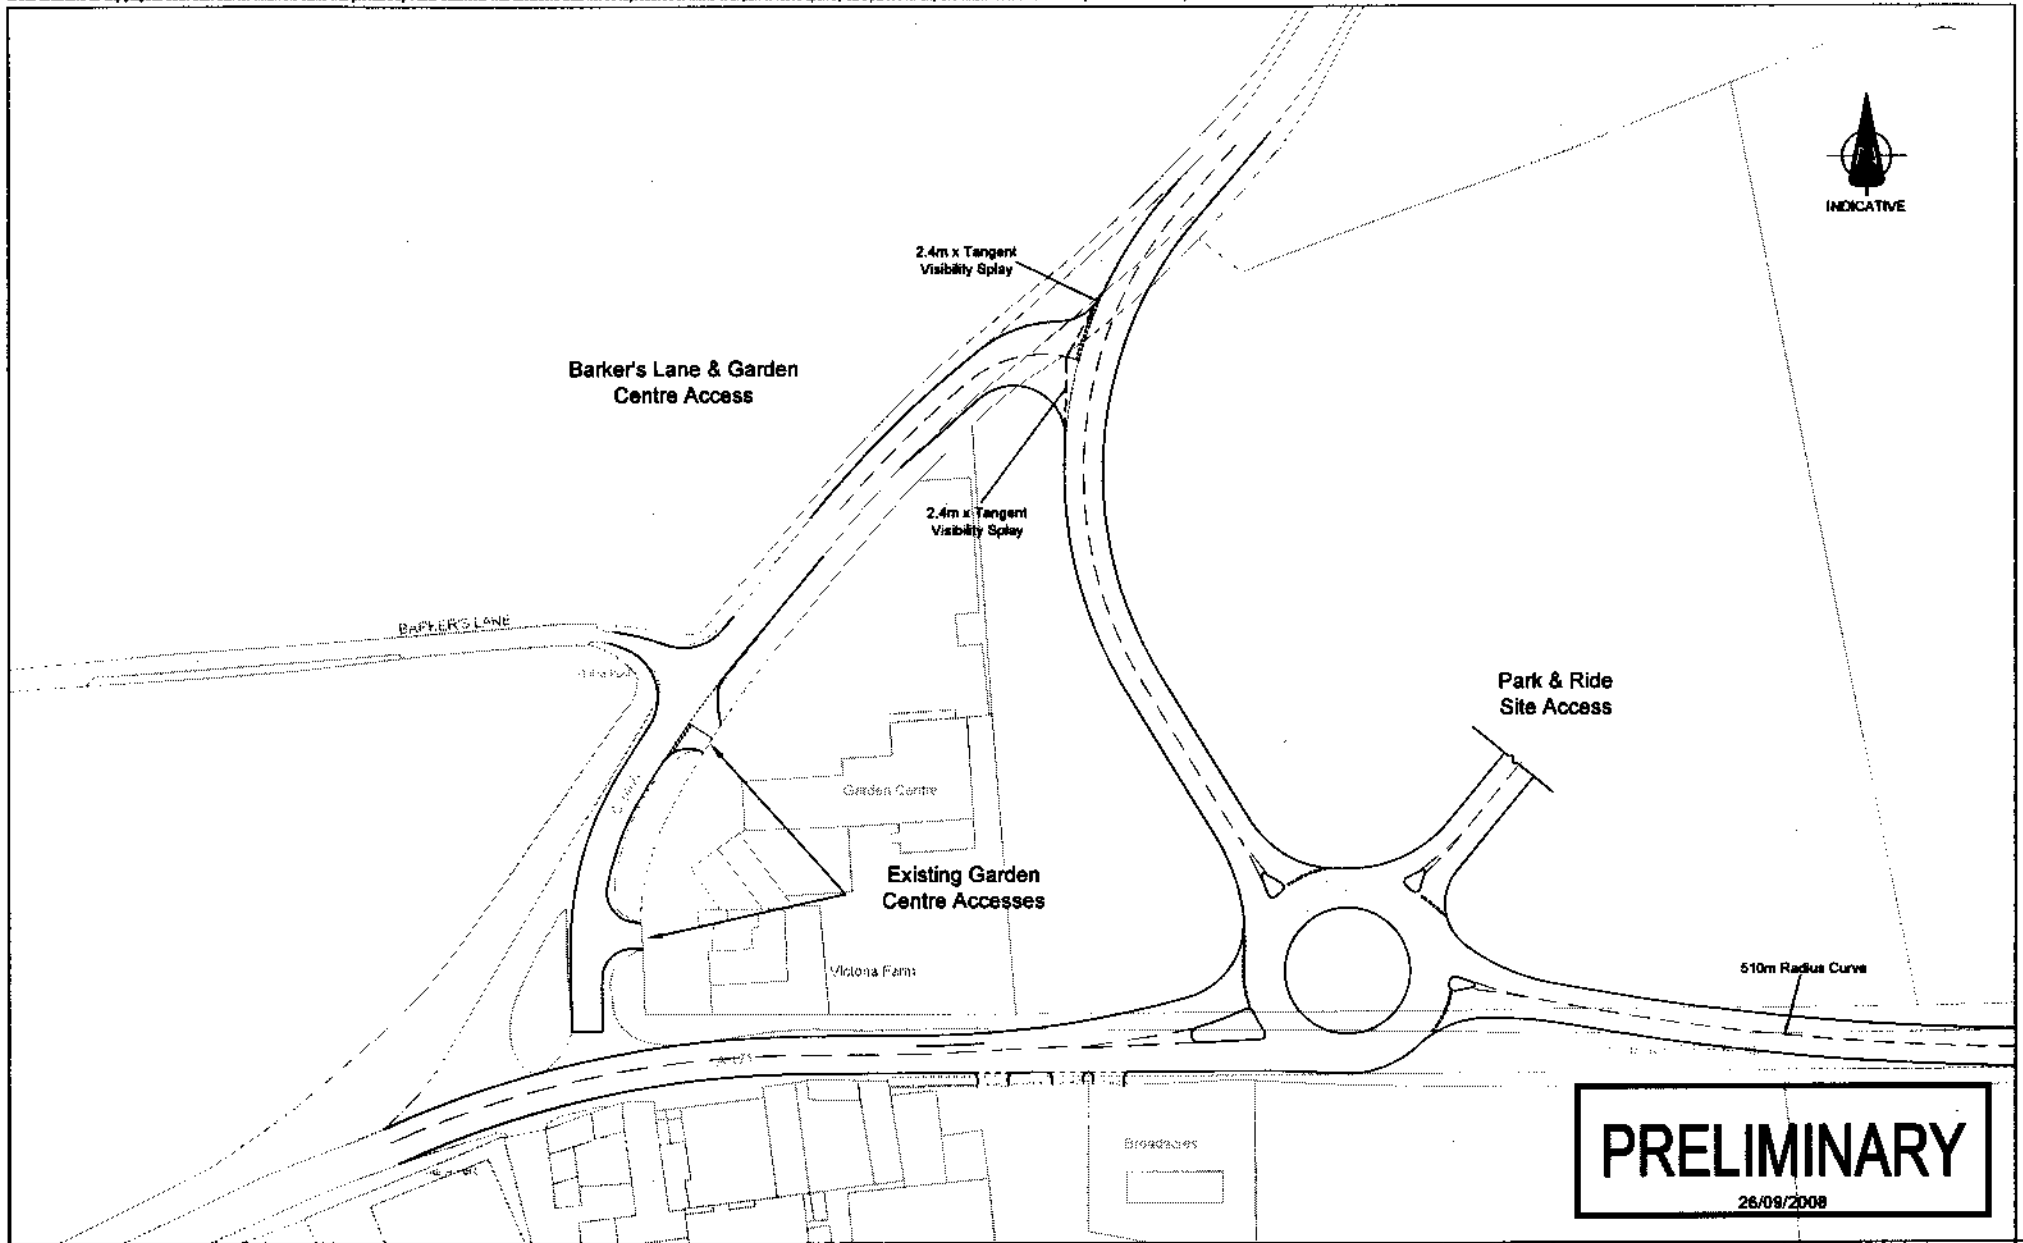 INDICATIVE
2.4m x Tangent
Visibility Splay
Barker's Lane & Garden
Centre Access
2.4m x Tangent
Visibility Splay
BARKER'S LANE
Park & Ride
Site Access
Garden Centre
Existing Garden
Centre Accesses
Victoria Farm
510m Radius Curve
Broadacres
PRELIMINARY
26/09/2008